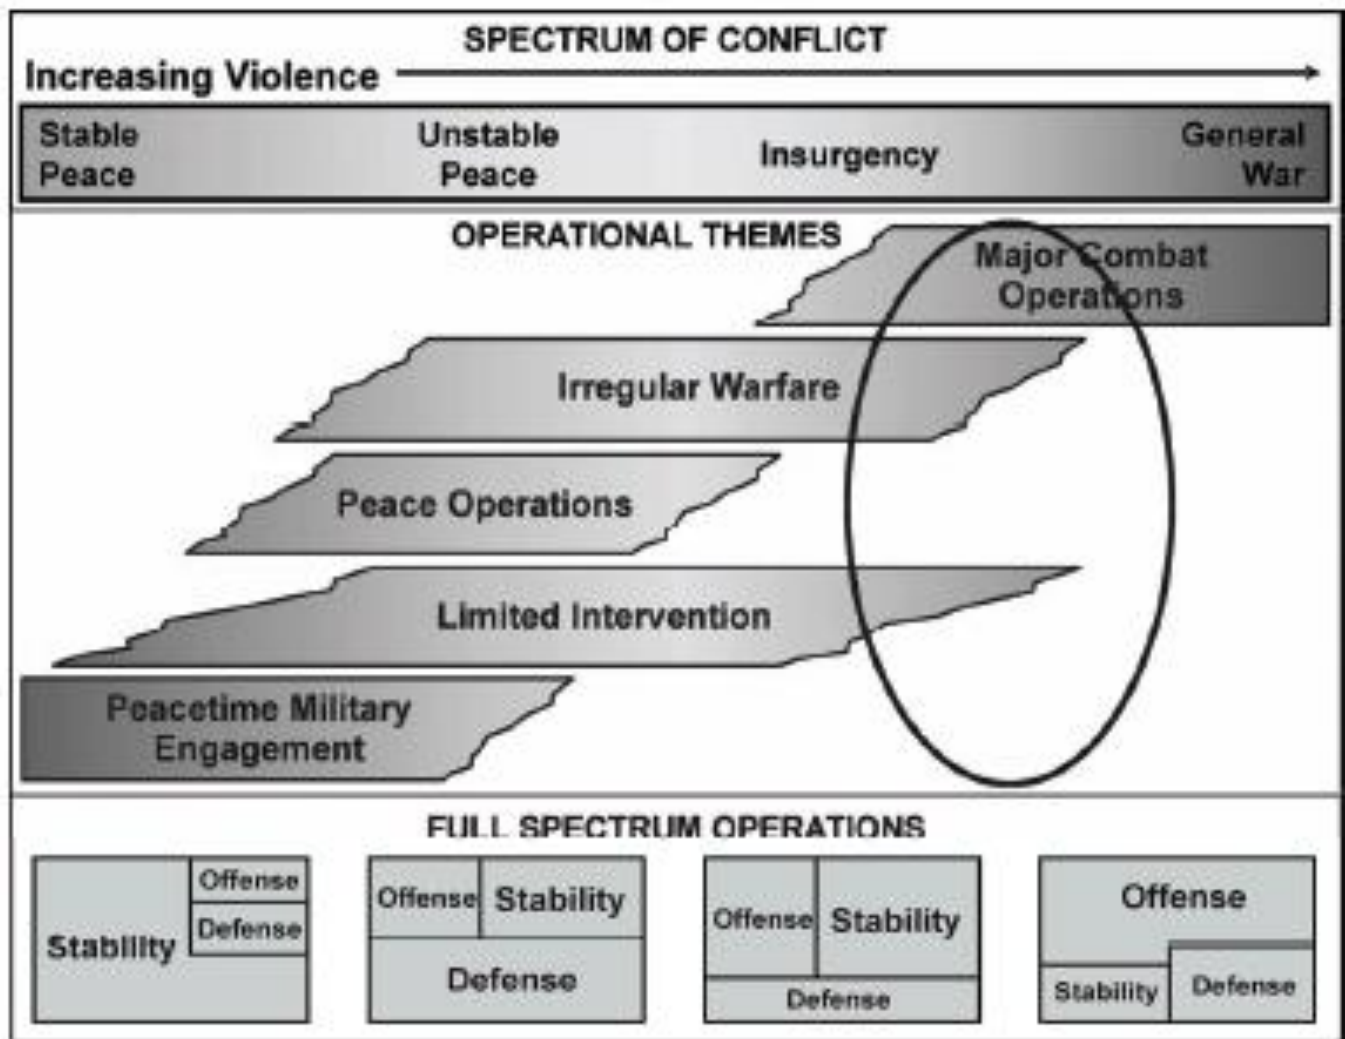 SPECTRUM OF CONFLICT
Increasing Violence
Stable
Peace
Unstable
Peace
Insurgency
General
War
OPERATIONAL THEMES
Major Combat
Operations
Irregular Warfare
Peace Operations
Limited Intervention
Peacetime Military
Engagement
FULL SPECTRUM OPERATIONS
Stability
Offense
Defense
Offense
Stability
Defense
Offense
Stability
Defense
Offense
Stability
Defense